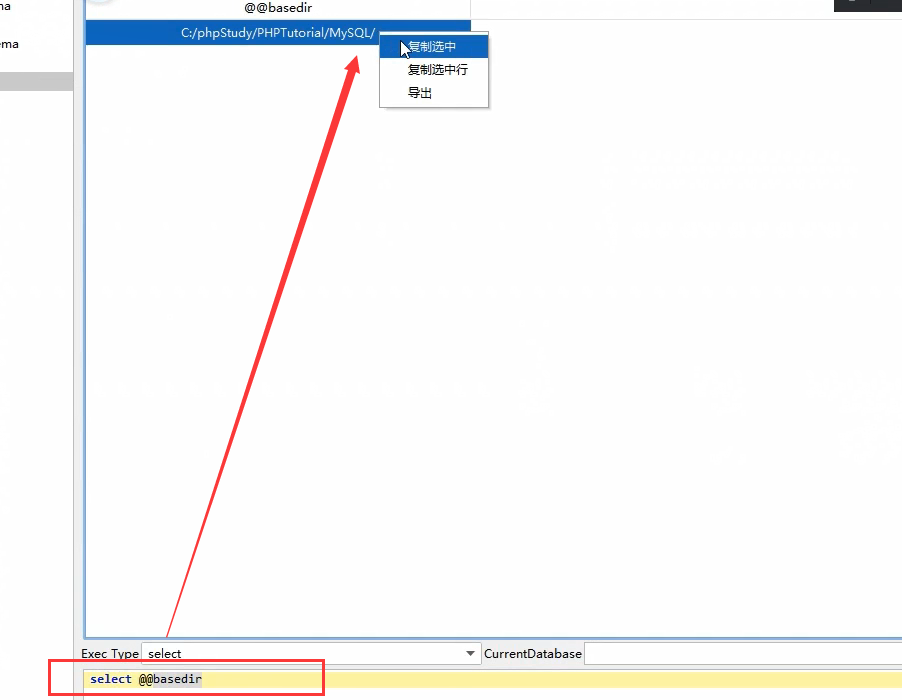 na
@@basedir
C:/phpStudy/PHPTutorial/MySQL/
复制选中
ema
复制选中行
导出
Exec Type select CurrentDatabase
select @@basedir